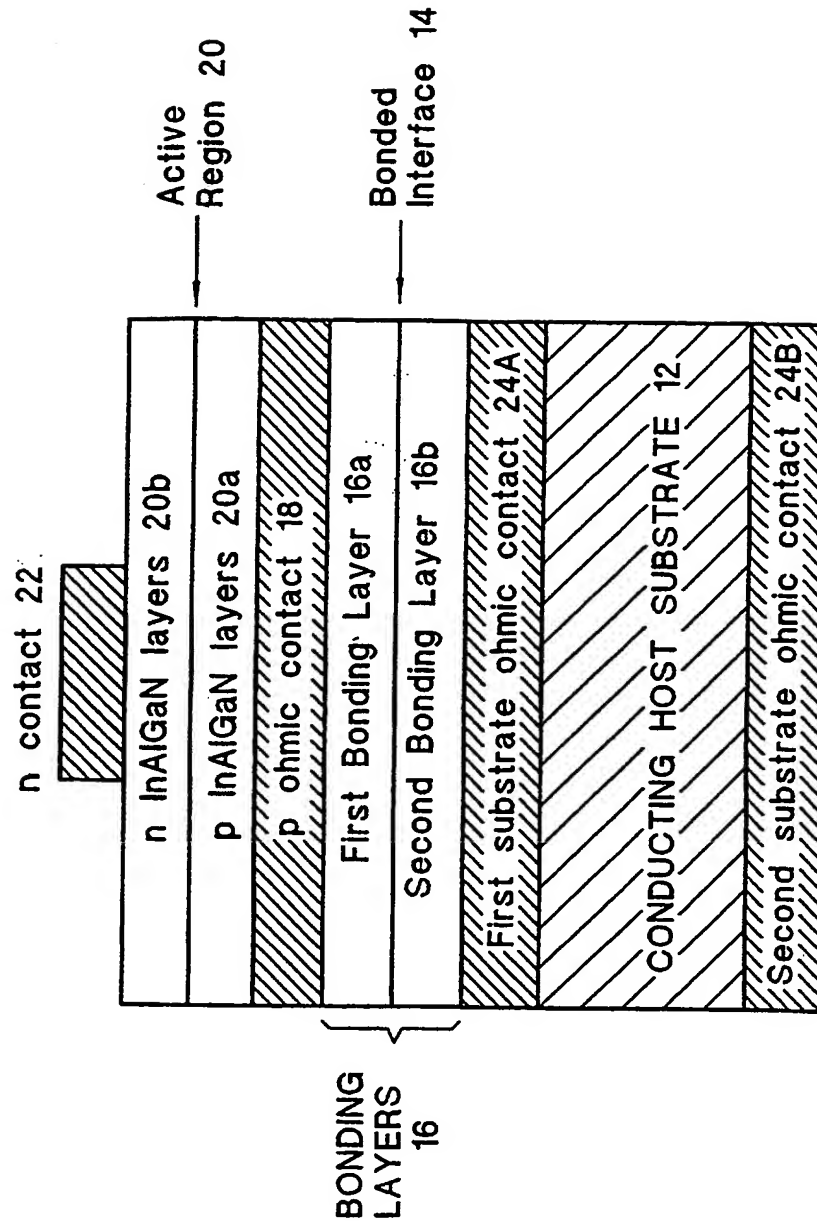 n contact 22
n InAlGaN layers 20b
p InAlGaN layers 20a
p ohmic contact 18
First Bonding Layer 16a
Second Bonding Layer 16b
First substrate ohmic contact 24A
CONDUCTING HOST SUBSTRATE 12
Second substrate ohmic contact 24B
Active
Region 20
Bonded
Interface 14
BONDING
LAYERS
16